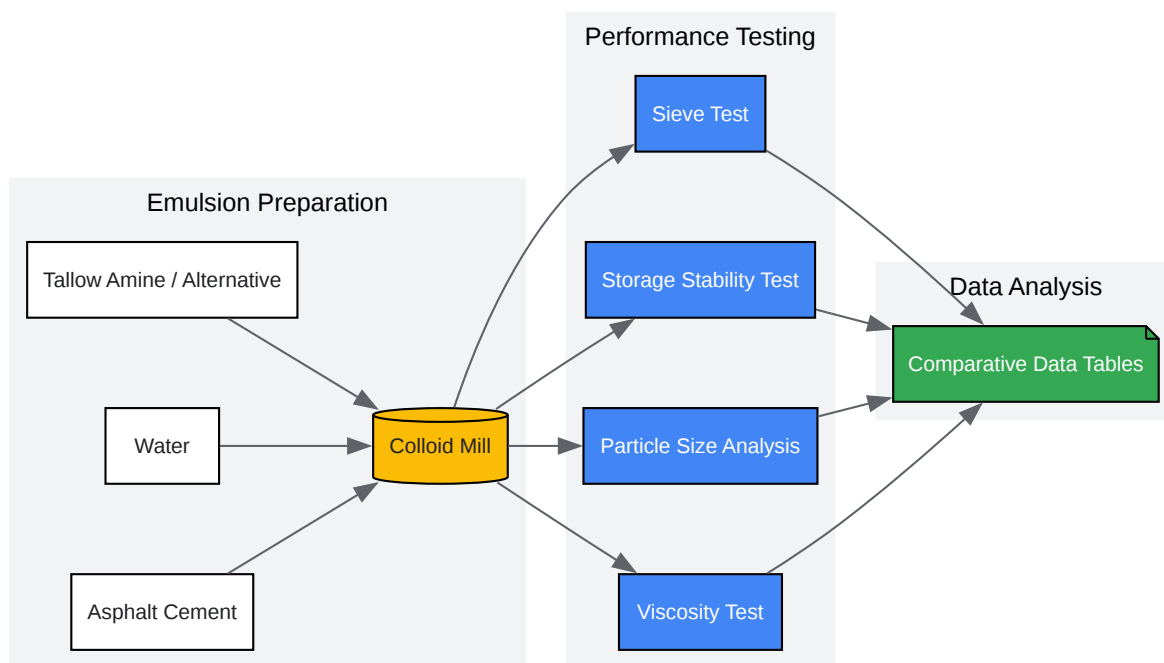 Emulsion Preparation
Tallow Amine / Alternative
Water
Asphalt Cement
Colloid Mill
Performance Testing
Sieve Test
Storage Stability Test
Particle Size Analysis
Viscosity Test
Data Analysis
Comparative Data Tables